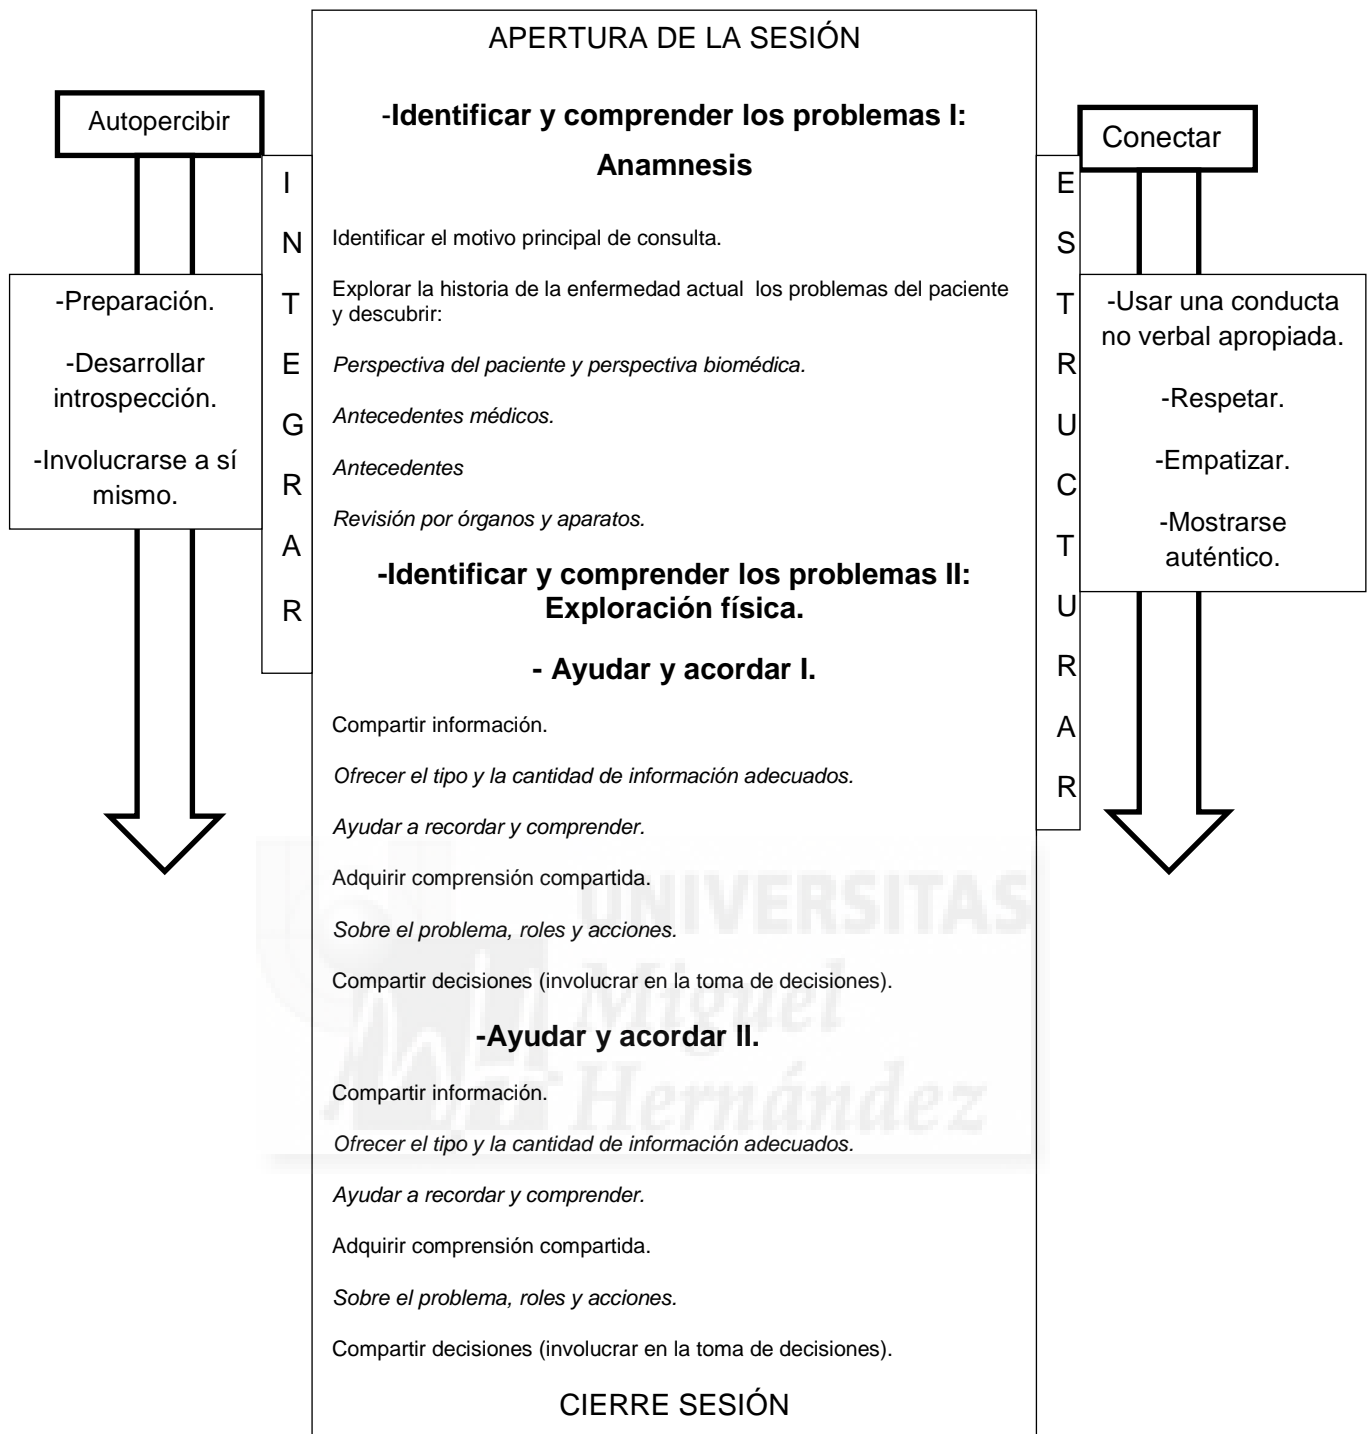 APERTURA DE LA SESIÓN
Autopercibir
-Preparación.
-Desarrollar
introspección.
-Involucrarse a sí
mismo.
I
N
T
E
G
R
A
R
-Identificar y comprender los problemas I:
Anamnesis
Identificar el motivo principal de consulta.
Explorar la historia de la enfermedad actual  los problemas del paciente
y descubrir:
Perspectiva del paciente y perspectiva biomédica.
Antecedentes médicos.
Antecedentes
Revisión por órganos y aparatos.
-Identificar y comprender los problemas II:
Exploración física.
- Ayudar y acordar I.
Compartir información.
Ofrecer el tipo y la cantidad de información adecuados.
Ayudar a recordar y comprender.
Adquirir comprensión compartida.
Sobre el problema, roles y acciones.
Compartir decisiones (involucrar en la toma de decisiones).
-Ayudar y acordar II.
Compartir información.
Ofrecer el tipo y la cantidad de información adecuados.
Ayudar a recordar y comprender.
Adquirir comprensión compartida.
Sobre el problema, roles y acciones.
Compartir decisiones (involucrar en la toma de decisiones).
CIERRE SESIÓN
E
S
T
R
U
C
T
U
R
A
R
Conectar
-Usar una conducta
no verbal apropiada.
-Respetar.
-Empatizar.
-Mostrarse
auténtico.
UNIVERSITAS
Miguel
Hernández